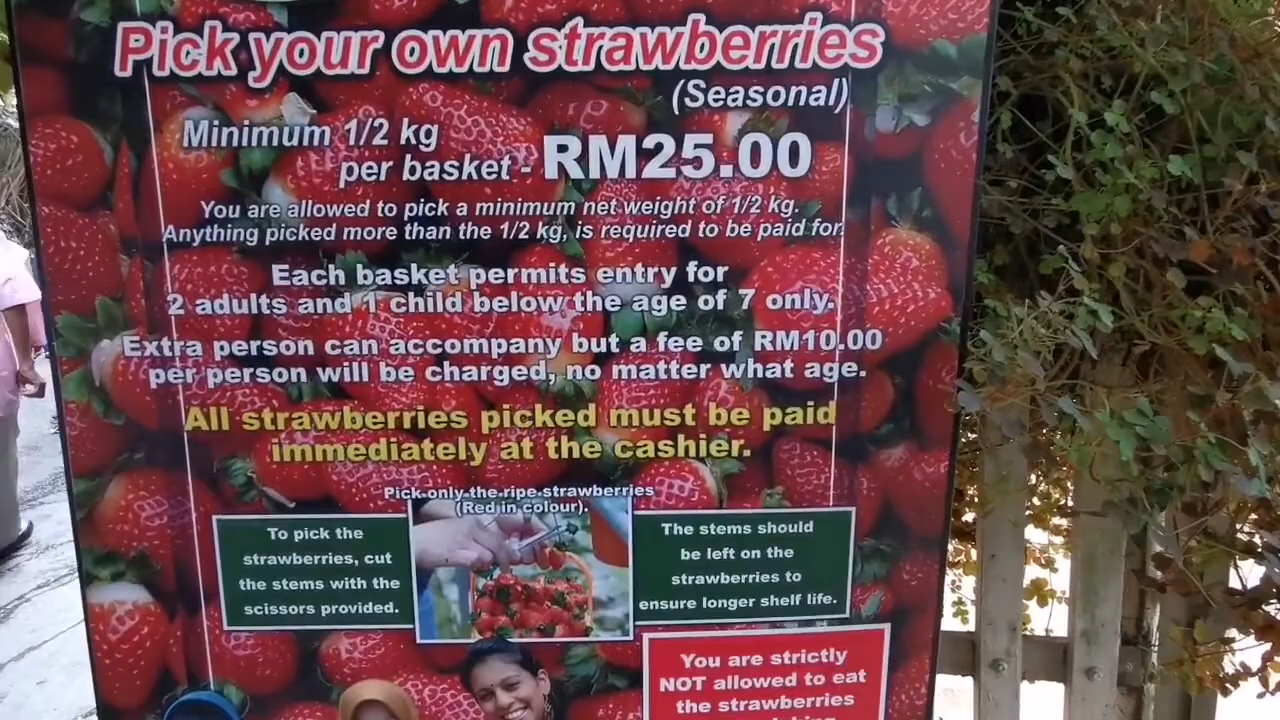 Pick your own strawberries
(Seasonal)
Minimum 1/2 kg
per basket - RM25.00
You are allowed to pick a minimum net weight of 1/2 kg.
Anything picked more than the 1/2 kg, is required to be paid for.
Each basket permits entry for
2 adults and 1 child below the age of 7 only.
Extra person can accompany but a fee of RM10.00
per person will be charged, no matter what age.
All strawberries picked must be paid
immediately at the cashier.
Pick only the ripe strawberries
(Red in colour).
To pick the
strawberries, cut
the stems with the
scissors provided.
The stems should
be left on the
strawberries to
ensure longer shelf life.
You are strictly
NOT allowed to eat
the strawberries